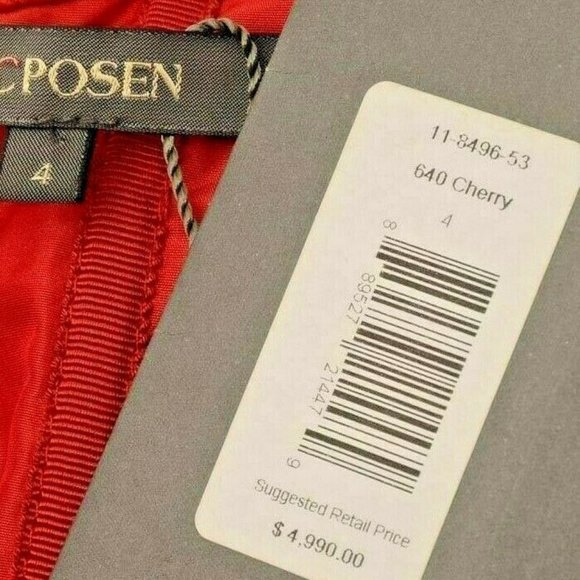 CPOSEN
4
11-8496-53
640 Cherry
4
8 89527 21447 9
Suggested Retail Price
$ 4,990.00